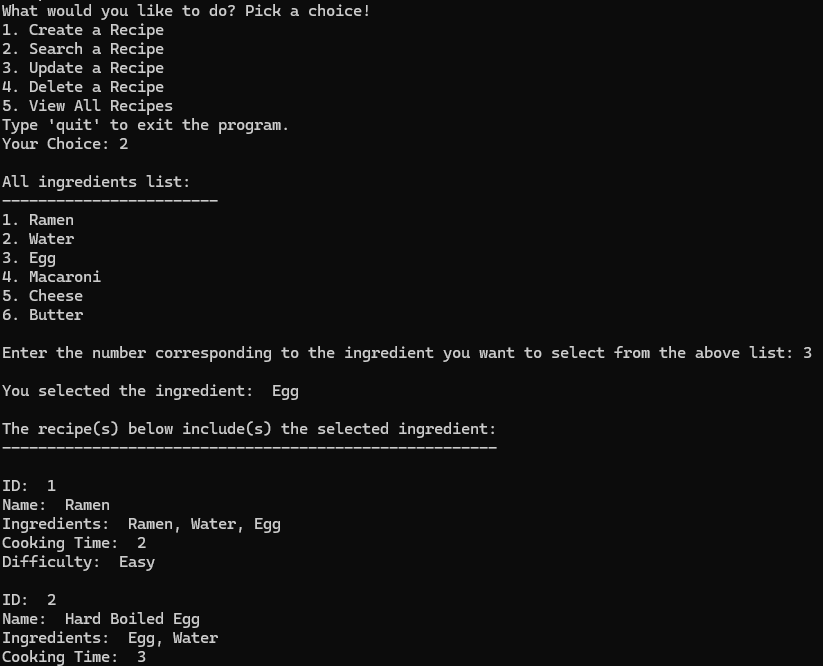 What would you like to do? Pick a choice!
1. Create a Recipe
2. Search a Recipe
3. Update a Recipe
4. Delete a Recipe
5. View All Recipes
Type 'quit' to exit the program.
Your Choice: 2
All ingredients list:
------------------------
1. Ramen
2. Water
3. Egg
4. Macaroni
5. Cheese
6. Butter
Enter the number corresponding to the ingredient you want to select from the above list: 3
You selected the ingredient:  Egg
The recipe(s) below include(s) the selected ingredient:
-------------------------------------------------------
ID:  1
Name:  Ramen
Ingredients:  Ramen, Water, Egg
Cooking Time:  2
Difficulty:  Easy
ID:  2
Name:  Hard Boiled Egg
Ingredients:  Egg, Water
Cooking Time:  3